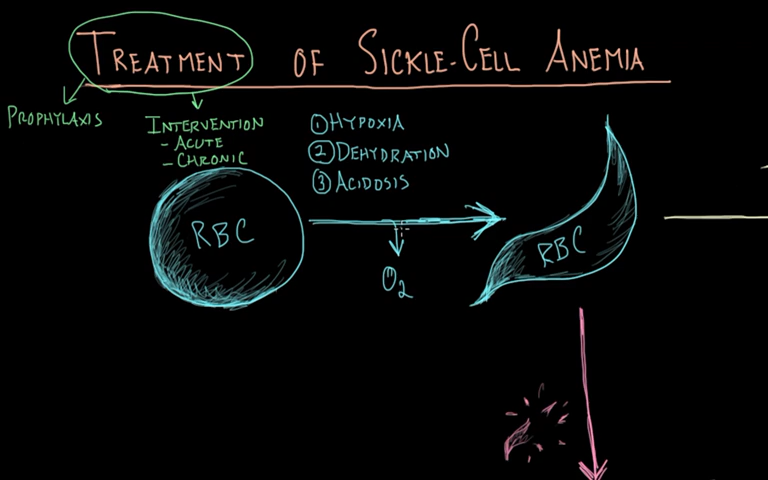 TREATMENT OF SICKLE-CELL ANEMIA
PROPHYLAXIS
INTERVENTION
- ACUTE
- CHRONIC
① HYPOXIA
② DEHYDRATION
③ ACIDOSIS
RBC
RBC
O₂